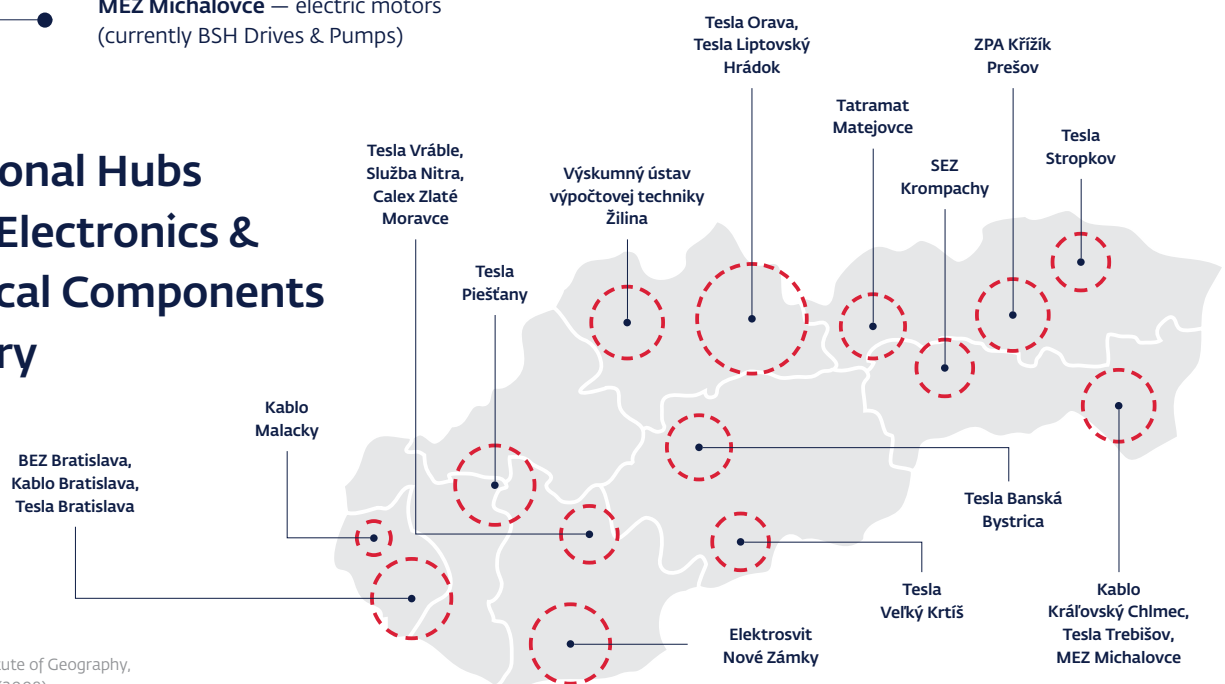 MEZ Michalovce — electric motors
(currently BSH Drives & Pumps)
onal Hubs
Electronics &
cal Components
ry
Tesla Orava,
Tesla Liptovský
Hrádok
ZPA Křížík
Prešov
Tatramat
Matejovce
Tesla
Stropkov
SEZ
Krompachy
Tesla Vráble,
Služba Nitra,
Calex Zlaté
Moravce
Výskumný ústav
výpočtovej techniky
Žilina
Tesla
Piešťany
Kablo
Malacky
BEZ Bratislava,
Kablo Bratislava,
Tesla Bratislava
Tesla Banská
Bystrica
Tesla
Veľký Krtíš
Kablo
Kráľovský Chlmec,
Tesla Trebišov,
MEZ Michalovce
Elektrosvit
Nové Zámky
ute of Geography,